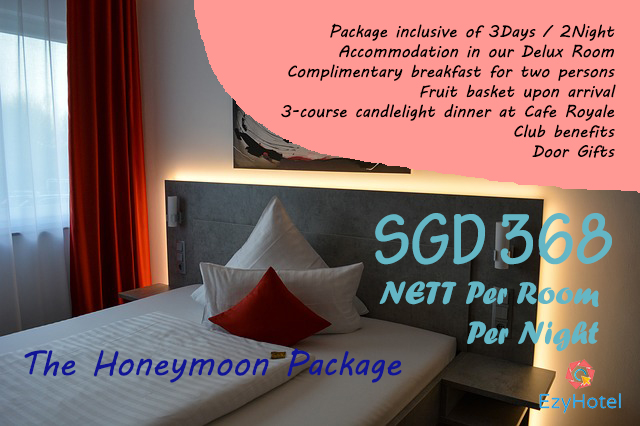 Package inclusive of 3Days / 2Night
Accommodation in our Delux Room
Complimentary breakfast for two persons
Fruit basket upon arrival
3-course candlelight dinner at Cafe Royale
Club benefits
Door Gifts
SGD 368
NETT Per Room
Per Night
The Honeymoon Package
EzyHotel